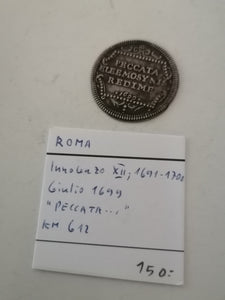 PECCATA
ELEEMOSYNIS
REDIME
ROMA
Innocenzo XII, 1691-1700
Giulio 1699
"PECCATA..."
KM 612
150.-